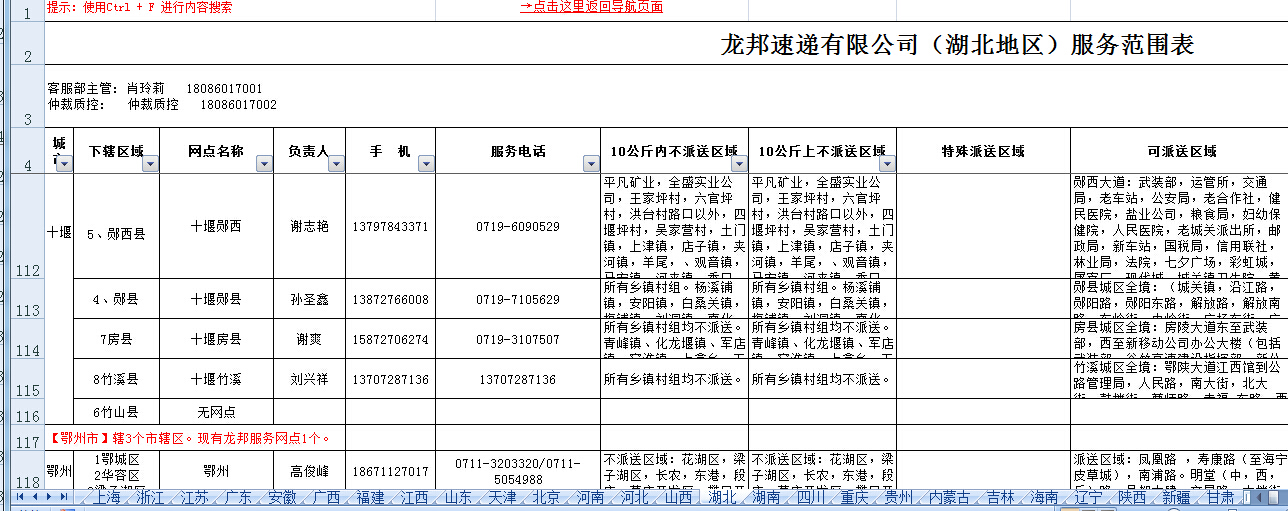 1 提示：使用Ctrl + F 进行内容搜索 →点击这里返回导航页面
2 龙邦速递有限公司（湖北地区）服务范围表
客服部主管：肖玲莉 18086017001
仲裁质控： 仲裁质控 18086017002
3
4 城 下辖区域 网点名称 负责人 手 机 服务电话 10公斤内不派送区域 10公斤上不派送区域 特殊派送区域 可派送区域
112 十堰 5、郧西县 十堰郧西 谢志艳 13797843371 0719-6090529
平凡矿业，全盛实业公
司，王家坪村，六官坪
村，洪台村路口以外，四
堰坪村，吴家营村，土门
镇，上津镇，店子镇，夹
河镇，羊尾，、观音镇，
平凡矿业，全盛实业公
司，王家坪村，六官坪
村，洪台村路口以外，四
堰坪村，吴家营村，土门
镇，上津镇，店子镇，夹
河镇，羊尾，、观音镇，
郧西大道：武装部，运管所，交通
局，老车站，公安局，老合作社，健
民医院，盐业公司，粮食局，妇幼保
健院，人民医院，老城关派出所，邮
政局，新车站，国税局，信用联社，
林业局，法院，七夕广场，彩虹城，
113 4、郧县 十堰郧县 孙圣鑫 13872766008 0719-7105629
所有乡镇村组。杨溪铺
镇，安阳镇，白桑关镇，
所有乡镇村组。杨溪铺
镇，安阳镇，白桑关镇，
郧县城区全境：（城关镇，沿江路，
郧阳路，郧阳东路，解放路，解放南
114 7房县 十堰房县 谢爽 15872706274 0719-3107507
所有乡镇村组均不派送。
青峰镇、化龙堰镇、军店
所有乡镇村组均不派送。
青峰镇、化龙堰镇、军店
房县城区全境：房陵大道东至武装
部，西至新移动公司办公大楼（包括
115 8竹溪县 十堰竹溪 刘兴祥 13707287136 13707287136 所有乡镇村组均不派送。 所有乡镇村组均不派送。
竹溪城区全境：鄂陕大道江西馆到公
路管理局，人民路，南大街，北大
116 6竹山县 无网点
117 【鄂州市】辖3个市辖区。现有龙邦服务网点1个。
118 鄂州
1鄂城区
2华容区
鄂州 高俊峰 18671127017
0711-3203320/0711-
5054988
不派送区域：花湖区，梁
子湖区，长农，东港，段
不派送区域：花湖区，梁
子湖区，长农，东港，段
派送区域：凤凰路 ，寿康路（至海宁
皮草城），南浦路。明堂（中，西，
上海 浙江 江苏 广东 安徽 广西 福建 江西 山东 天津 北京 河南 河北 山西 湖北 湖南 四川 重庆 贵州 内蒙古 吉林 海南 辽宁 陕西 新疆 甘肃